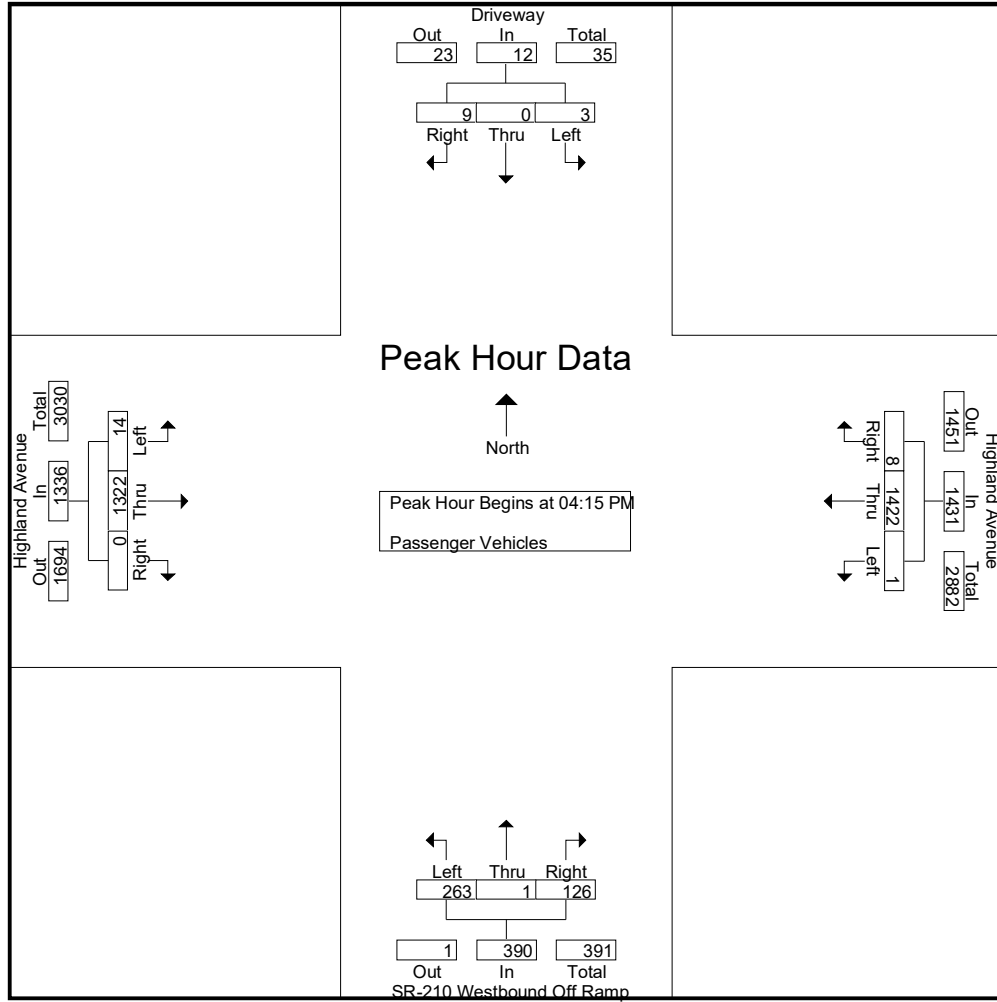 Driveway
Out In Total
23 12 35
9 0 3
Right Thru Left
Peak Hour Data
North
Peak Hour Begins at 04:15 PM
Passenger Vehicles
Highland Avenue
Total In Out
3030 1336 1694
14 1322 0
Left Thru Right
Right Thru Left
8 1422 1
Out In Total
1451 1431 2882
Highland Avenue
Left Thru Right
263 1 126
1 390 391
Out In Total
SR-210 Westbound Off Ramp